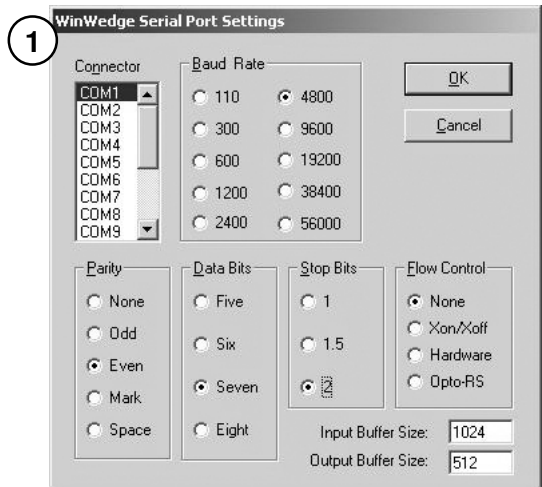 WinWedge Serial Port Settings
1
Connector
COM1
COM2
COM3
COM4
COM5
COM6
COM7
COM8
COM9
Baud Rate
110
4800
300
9600
600
19200
1200
38400
2400
56000
OK
Cancel
Parity
None
Odd
Even
Mark
Space
Data Bits
Five
Six
Seven
Eight
Stop Bits
1
1.5
2
Flow Control
None
Xon/Xoff
Hardware
Opto-RS
Input Buffer Size: 1024
Output Buffer Size: 512